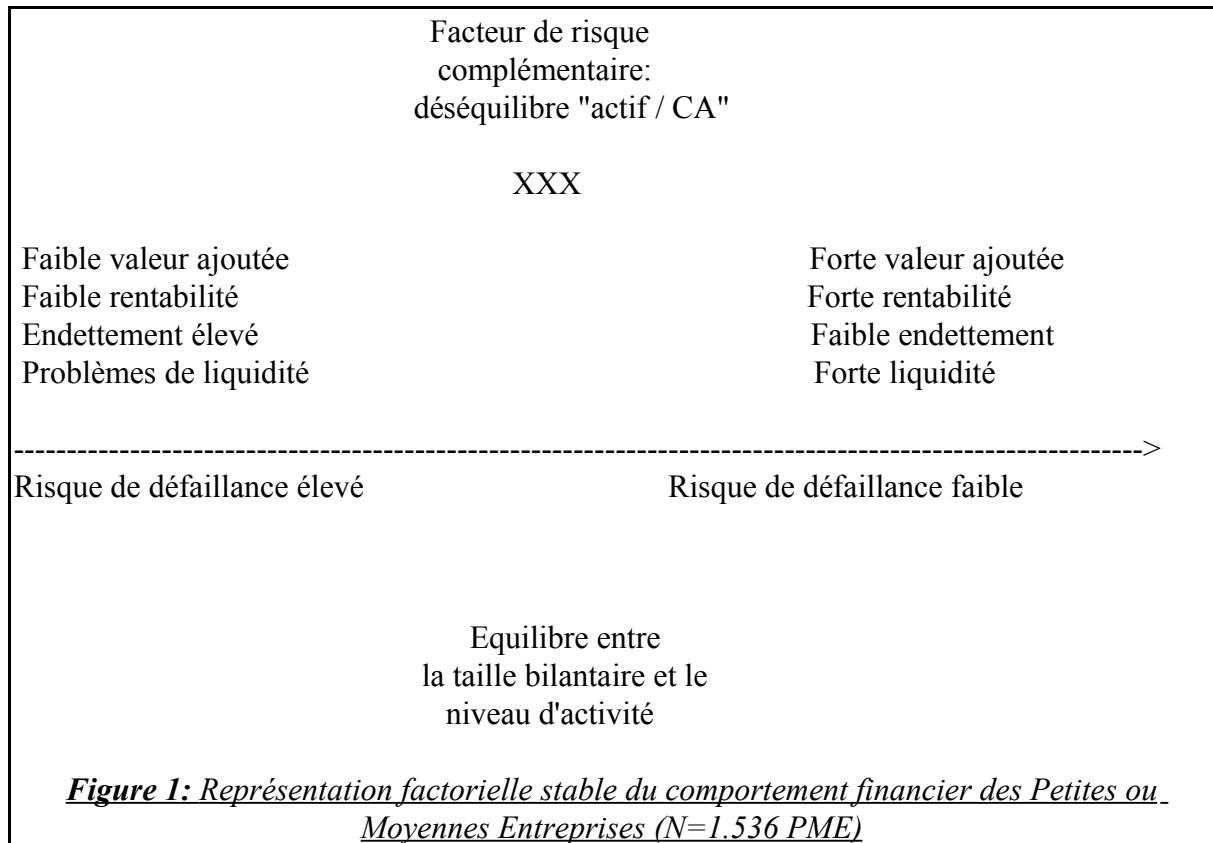 Facteur de risque
complémentaire:
déséquilibre "actif / CA"
XXX
Faible valeur ajoutée Forte valeur ajoutée
Faible rentabilité Forte rentabilité
Endettement élevé Faible endettement
Problèmes de liquidité Forte liquidité
------------------------------------------------------------------------------------------------------------->
Risque de défaillance élevé Risque de défaillance faible
Equilibre entre
la taille bilantaire et le
niveau d'activité
Figure 1: Représentation factorielle stable du comportement financier des Petites ou
Moyennes Entreprises (N=1.536 PME)